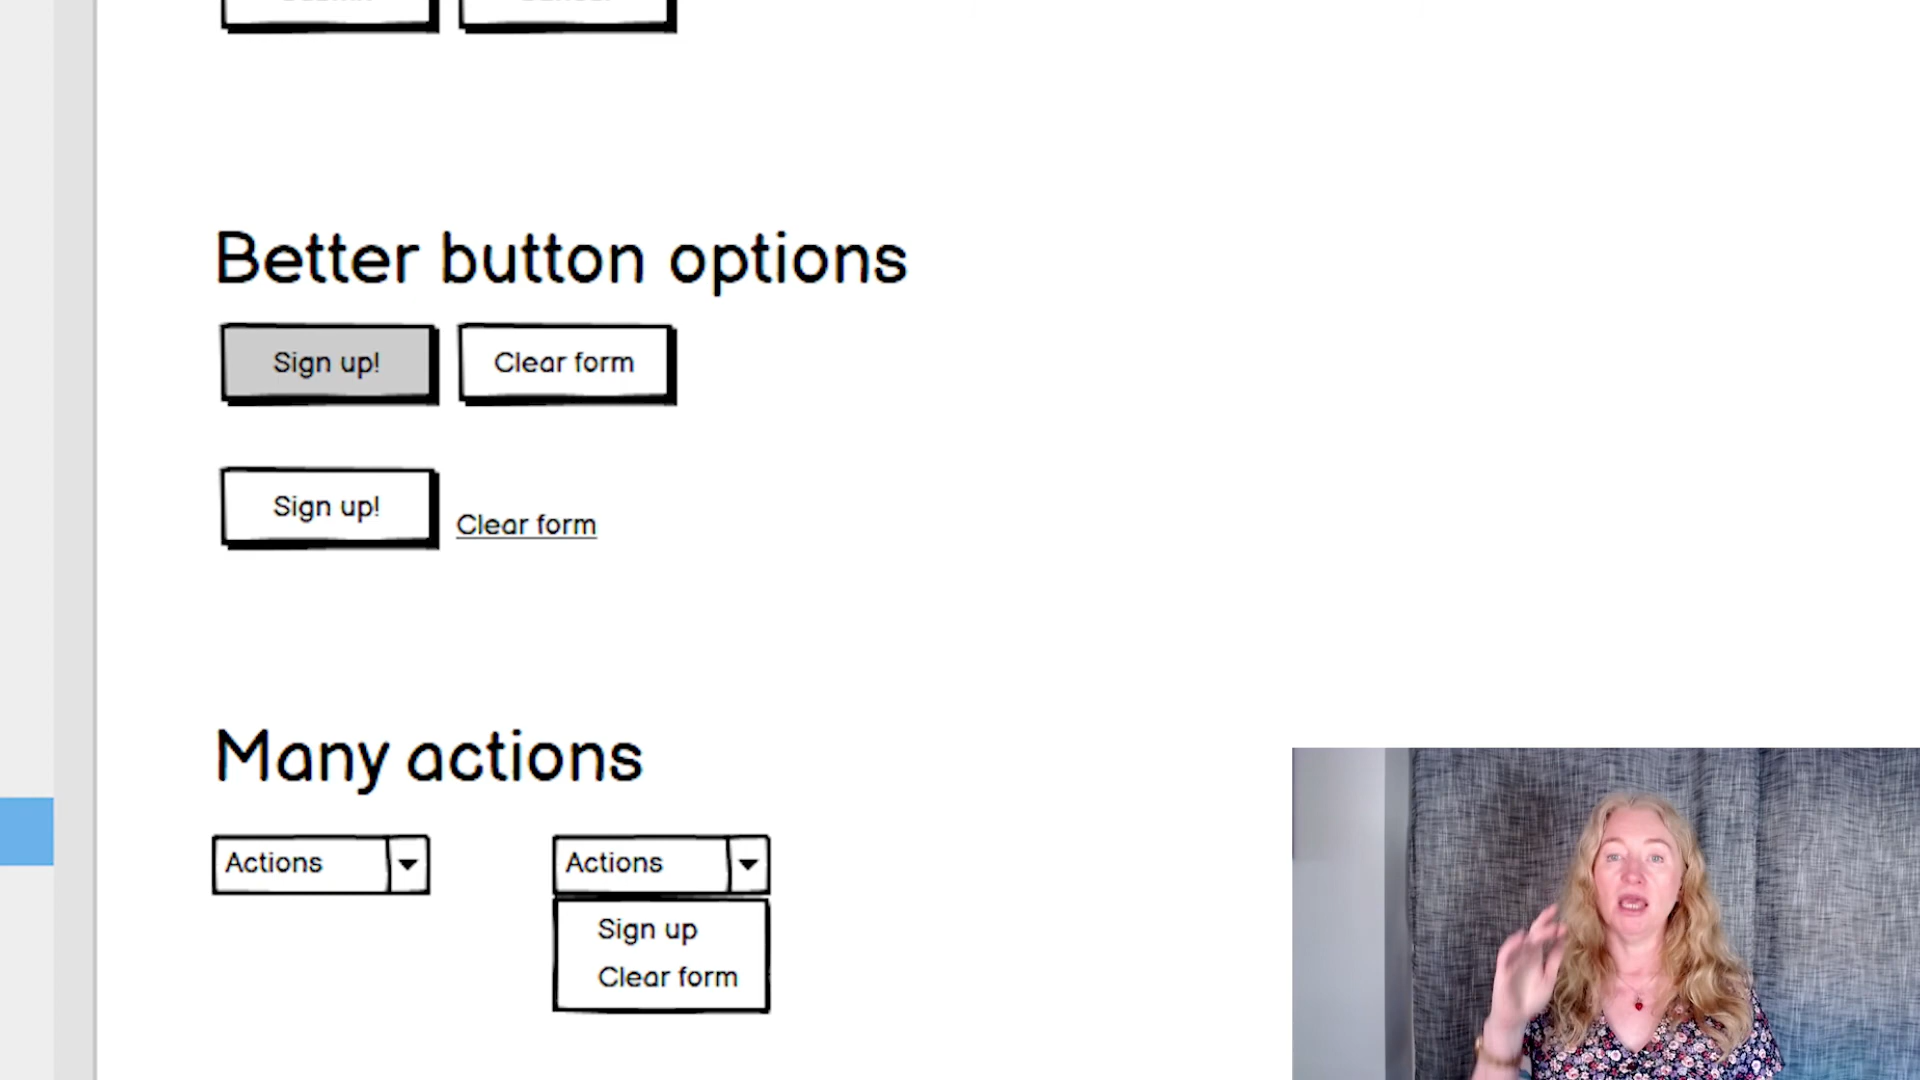 Better button options
Sign up!
Clear form
Sign up!
Clear form
Many actions
Actions
Actions
Sign up
Clear form